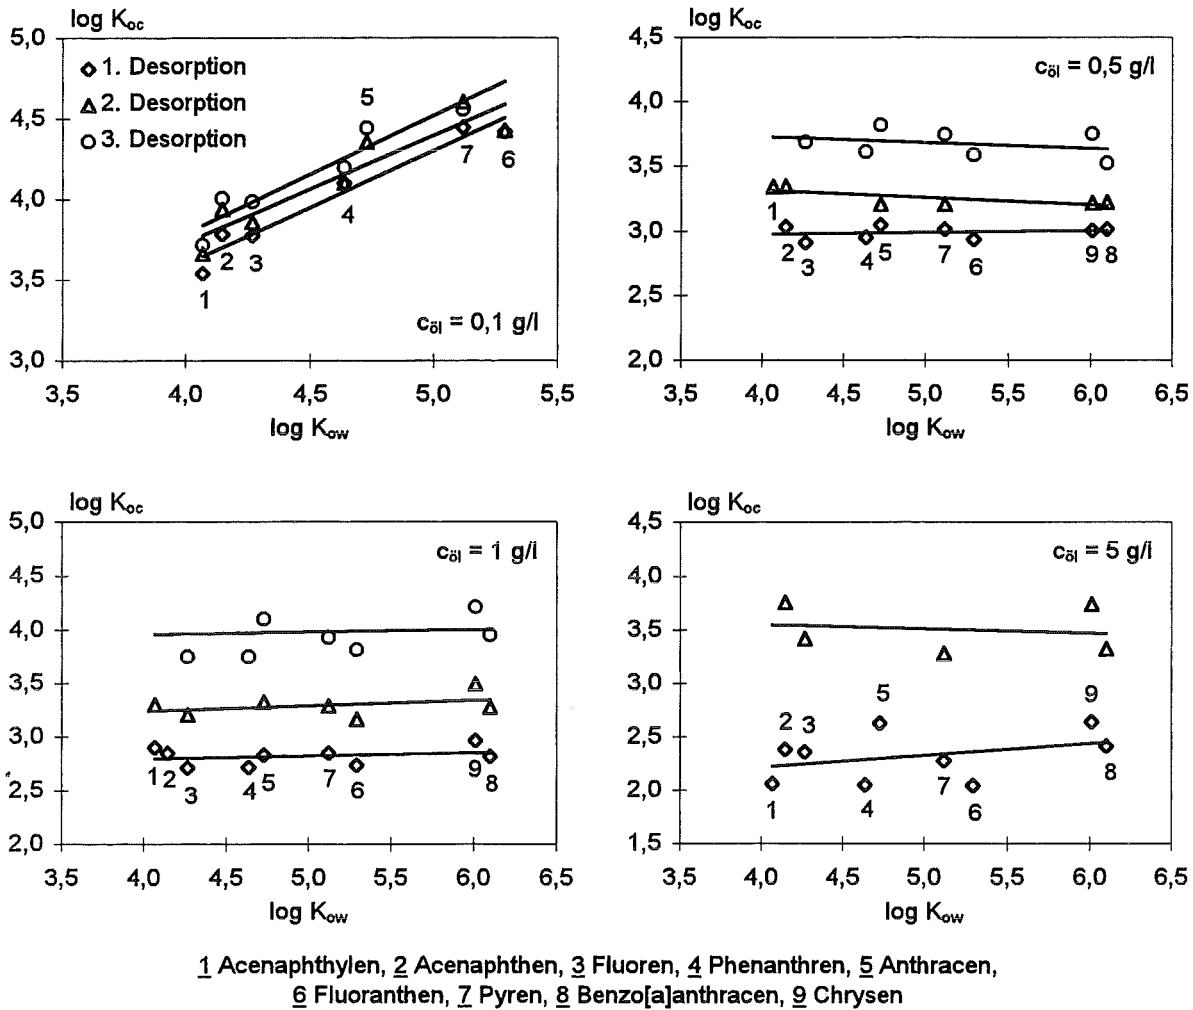 log Koc
5,0
4,5
4,0
3,5
3,0
1. Desorption
2. Desorption
3. Desorption
5
7
6
4
2
3
1
cöl = 0,1 g/l
3,5 4,0 4,5 5,0 5,5
log Kow
log Koc
4,5
4,0
3,5
3,0
2,5
2,0
cöl = 0,5 g/l
1
2 3 4 5 7 6 9 8
3,5 4,0 4,5 5,0 5,5 6,0 6,5
log Kow
log Koc
5,0
4,5
4,0
3,5
3,0
2,5
2,0
cöl = 1 g/l
1 2 3 4 5 7 6 9 8
3,5 4,0 4,5 5,0 5,5 6,0 6,5
log Kow
log Koc
4,5
4,0
3,5
3,0
2,5
2,0
1,5
cöl = 5 g/l
5 9
2 3
1 4 7 6 8
3,5 4,0 4,5 5,0 5,5 6,0 6,5
log Kow
1 Acenaphthylen, 2 Acenaphthen, 3 Fluoren, 4 Phenanthren, 5 Anthracen,
6 Fluoranthen, 7 Pyren, 8 Benzo[a]anthracen, 9 Chrysen